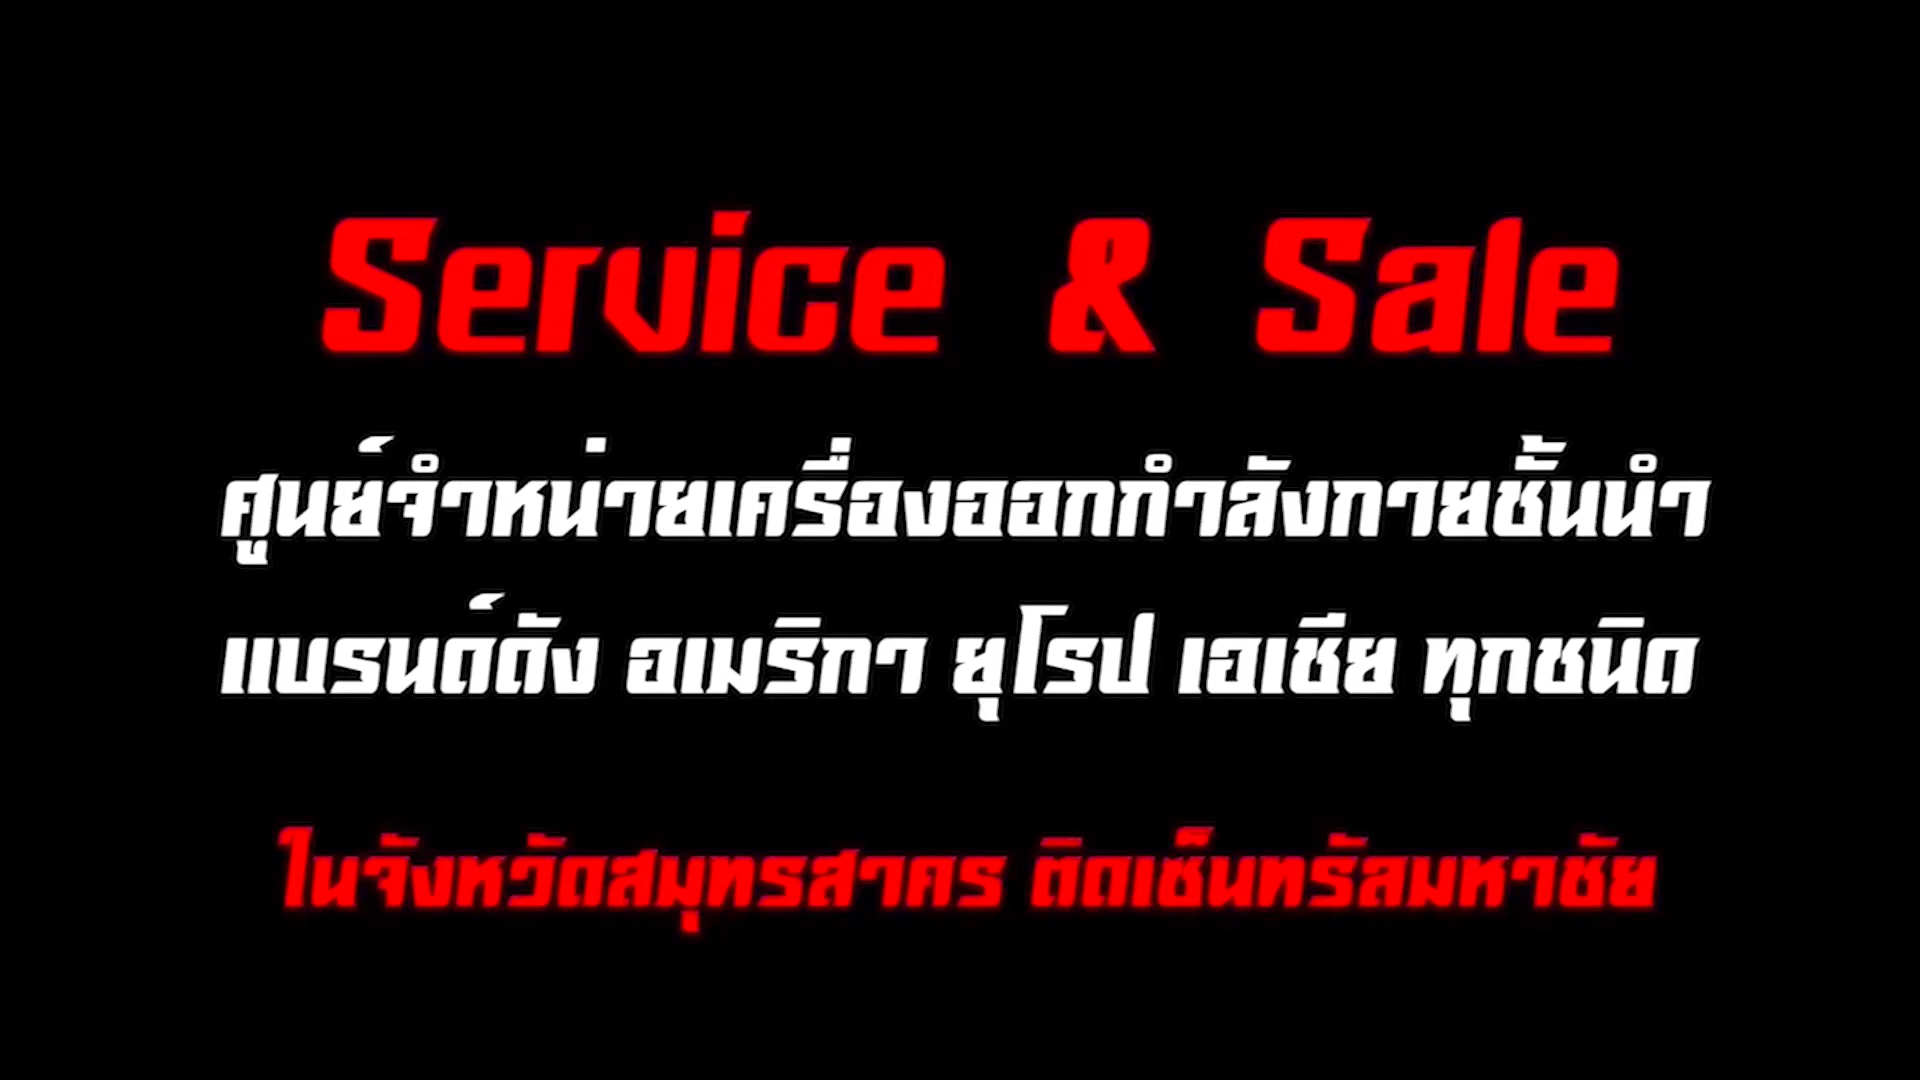 Service & Sale
ศูนย์จำหน่ายเครื่องออกกำลังกายชั้นนำ
แบรนด์ดัง อเมริกา ยุโรป เอเชีย ทุกชนิด
ในจังหวัดสมุทรสาคร ติดเซ็นทรัลมหาชัย